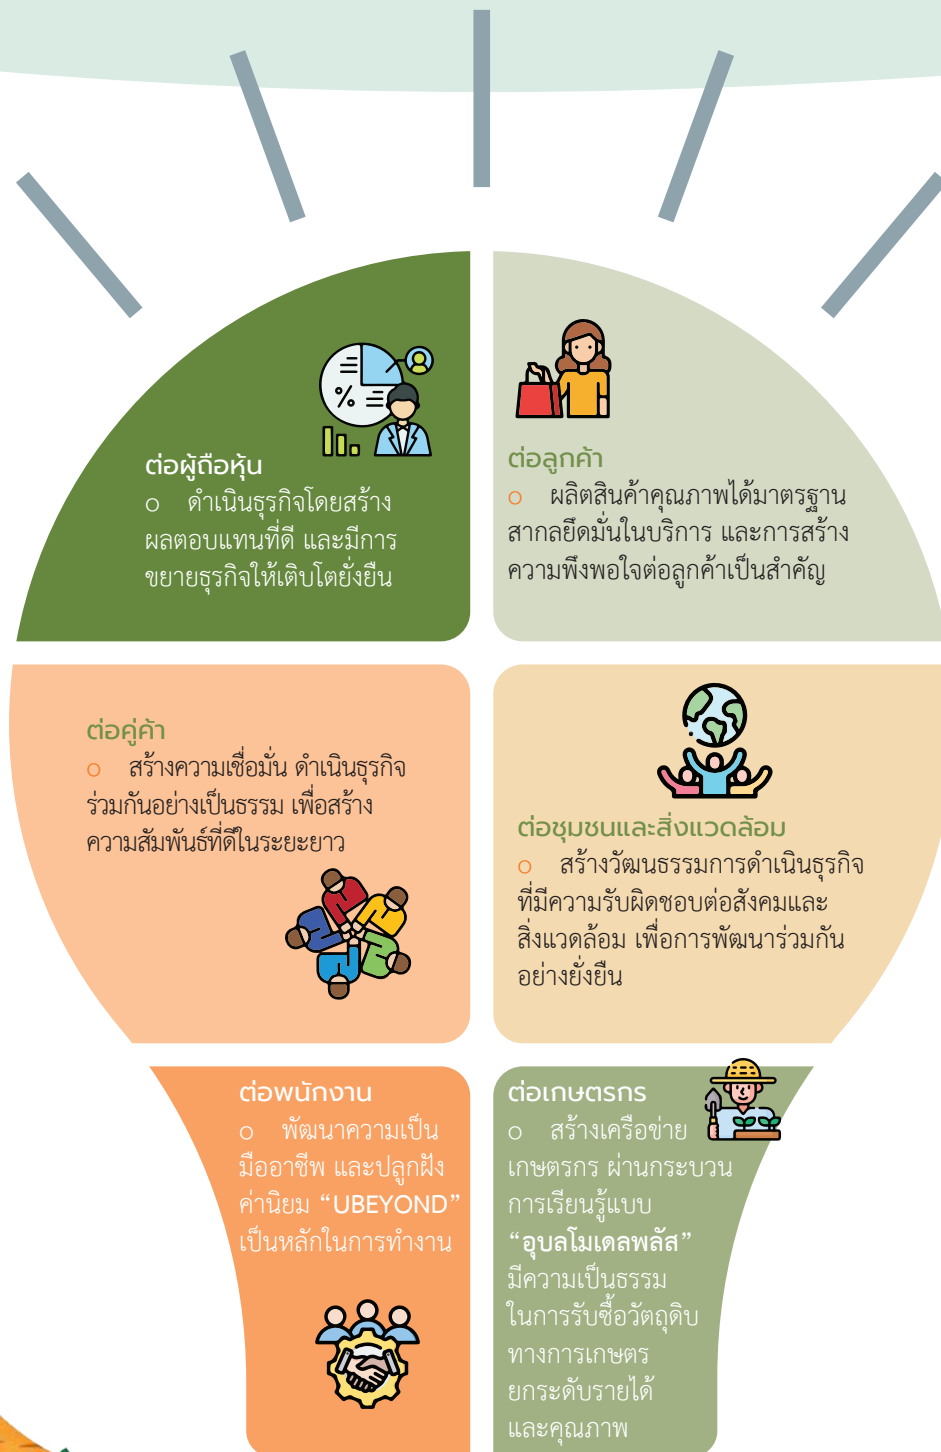 ต่อผู้ถือหุ้น
o ดำเนินธุรกิจโดยสร้าง
ผลตอบแทนที่ดี และมีการ
ขยายธุรกิจให้เติบโตยั่งยืน
ต่อลูกค้า
o ผลิตสินค้าคุณภาพได้มาตรฐาน
สากลยึดมั่นในบริการ และการสร้าง
ความพึงพอใจต่อลูกค้าเป็นสำคัญ
ต่อคู่ค้า
o สร้างความเชื่อมั่น ดำเนินธุรกิจ
ร่วมกันอย่างเป็นธรรม เพื่อสร้าง
ความสัมพันธ์ที่ดีในระยะยาว
ต่อชุมชนและสิ่งแวดล้อม
o สร้างวัฒนธรรมการดำเนินธุรกิจ
ที่มีความรับผิดชอบต่อสังคมและ
สิ่งแวดล้อม เพื่อการพัฒนาร่วมกัน
อย่างยั่งยืน
ต่อพนักงาน
o พัฒนาความเป็น
มืออาชีพ และปลูกฝัง
ค่านิยม “UBEYOND”
เป็นหลักในการทำงาน
ต่อเกษตรกร
o สร้างเครือข่าย
เกษตรกร ผ่านกระบวน
การเรียนรู้แบบ
“อุบลโมเดลพลัส”
มีความเป็นธรรม
ในการรับซื้อวัตถุดิบ
ทางการเกษตร
ยกระดับรายได้
และคุณภาพ